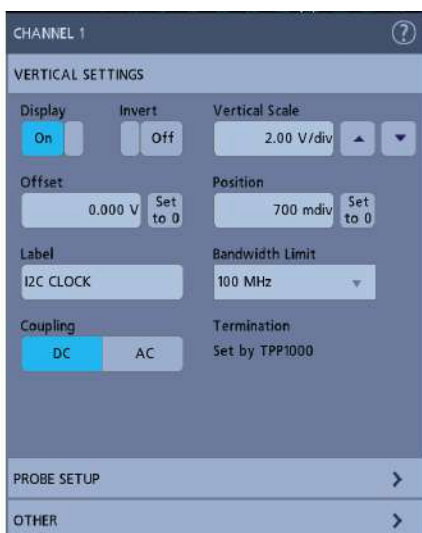 CHANNEL 1
?
VERTICAL SETTINGS
Display Invert Vertical Scale
On Off 2.00 V/div
Offset Position
0.000 V Set to 0 700 mdiv Set to 0
Label Bandwidth Limit
I2C CLOCK 100 MHz
Coupling Termination
DC AC Set by TPP1000
PROBE SETUP
OTHER